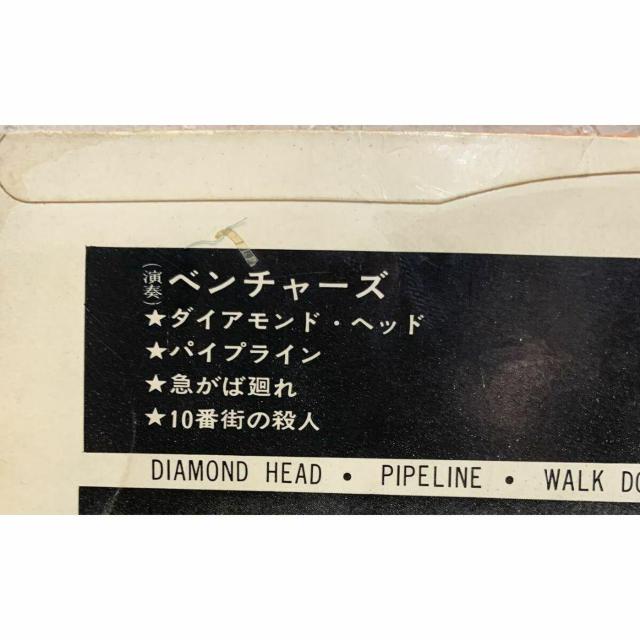 (演奏)ベンチャーズ
★ダイアモンド・ヘッド
★パイプライン
★急がば廻れ
★10番街の殺人
DIAMOND HEAD • PIPELINE • WALK DO